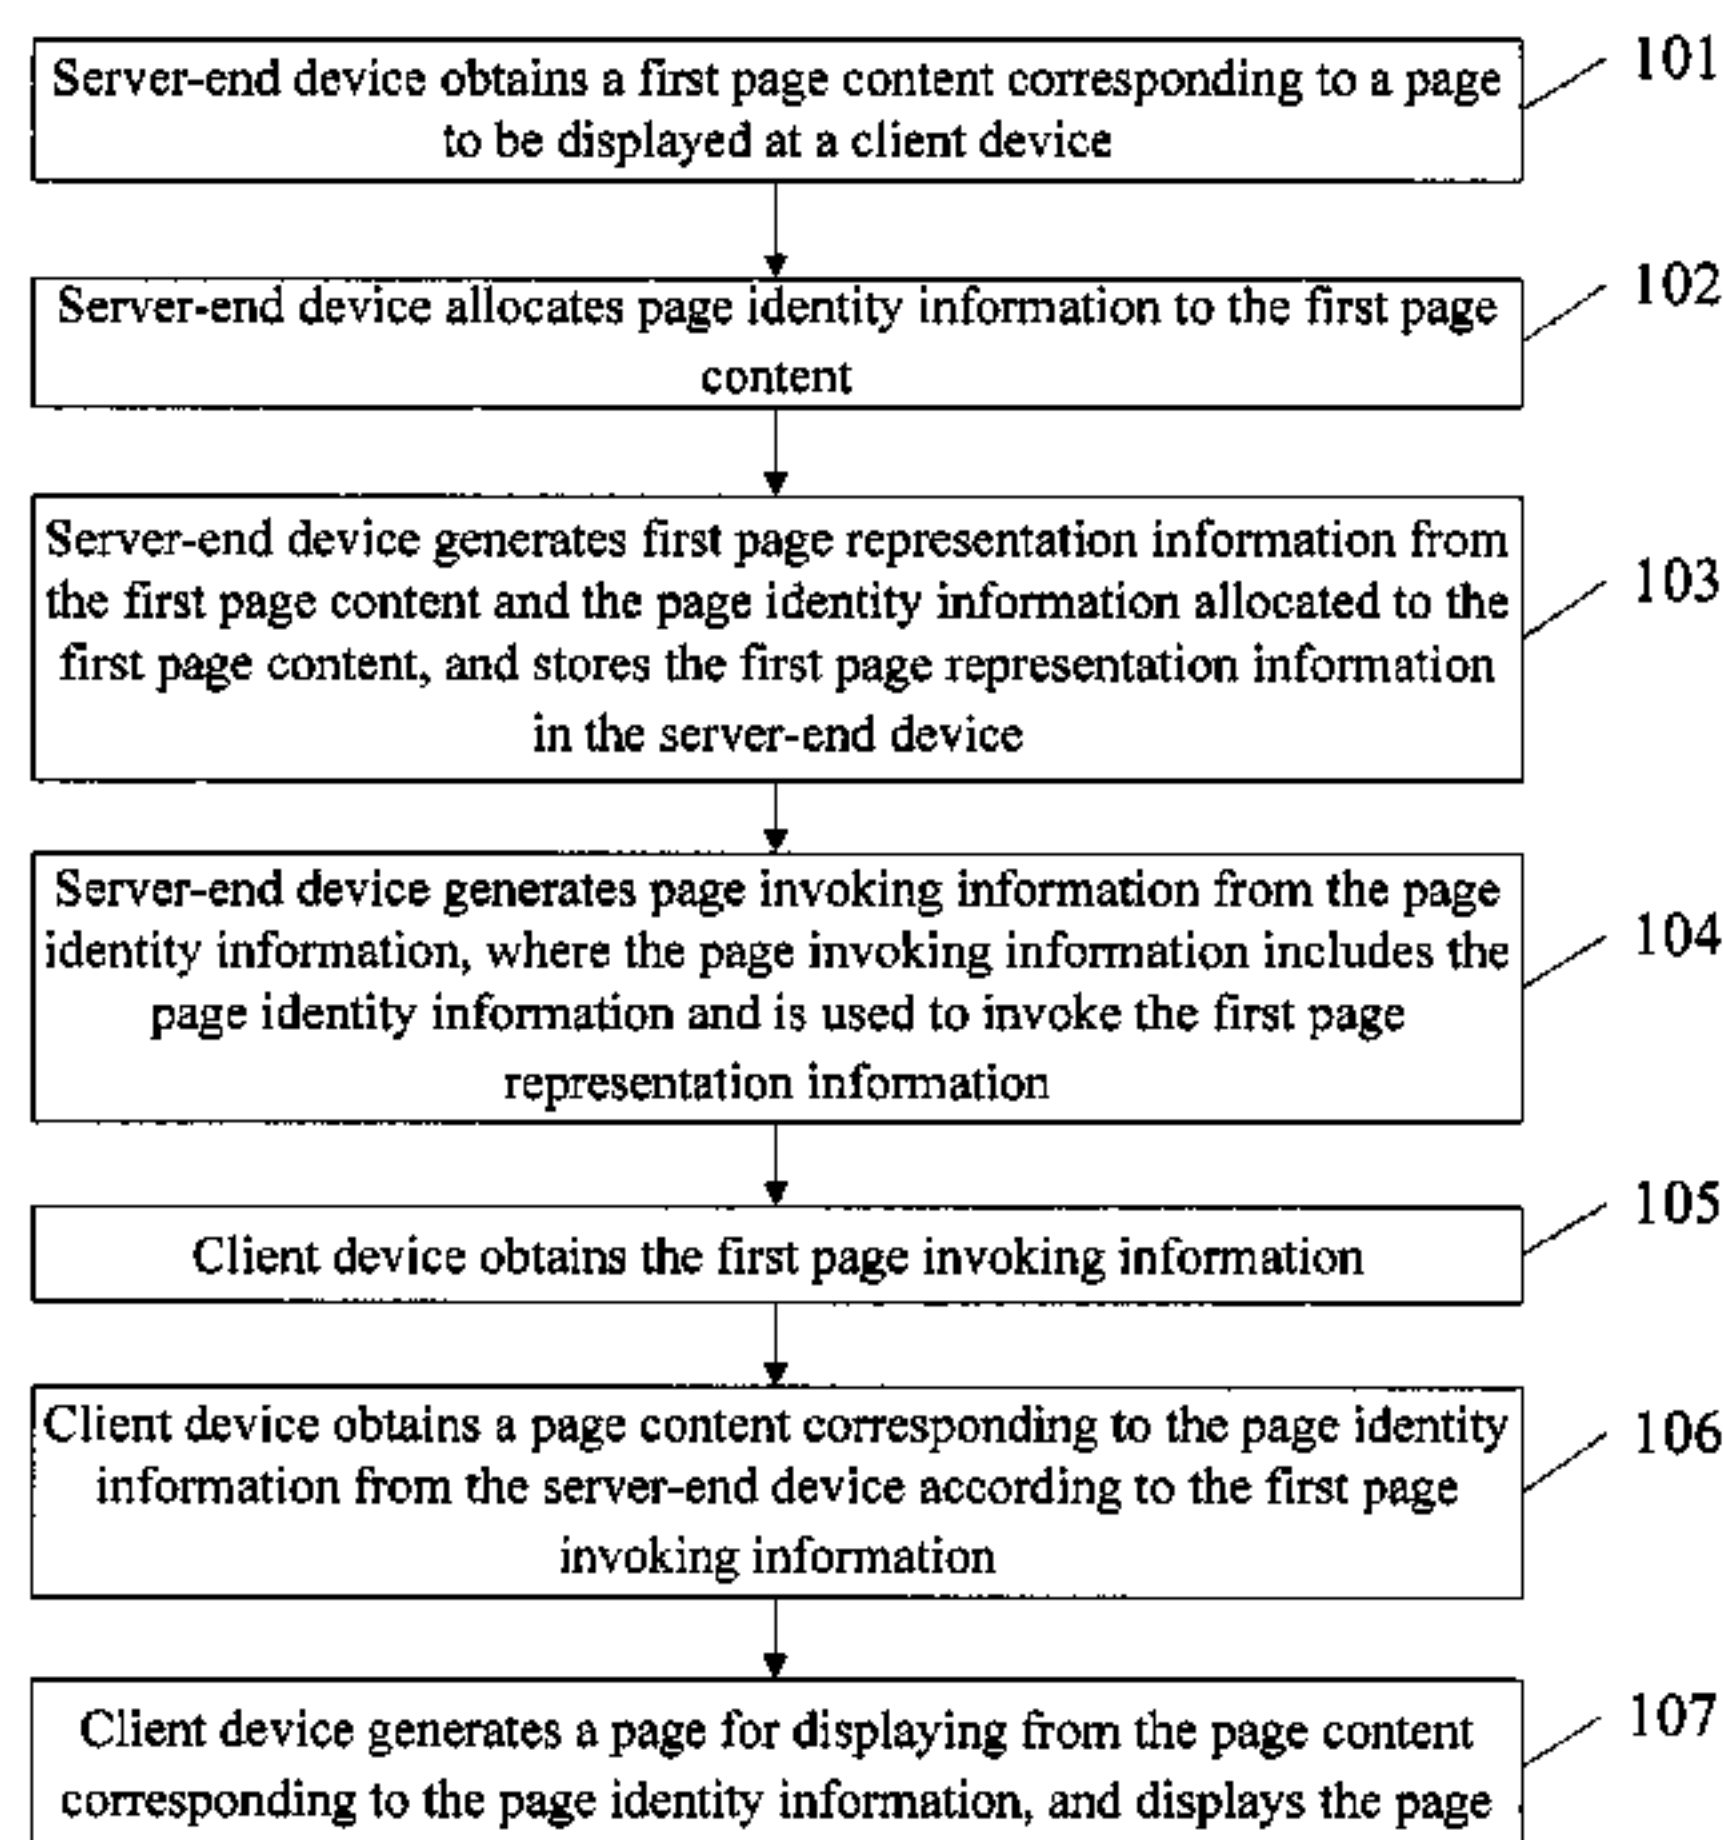 Server-end device obtains a first page content corresponding to a page
to be displayed at a client device
101
Server-end device allocates page identity information to the first page
content
102
Server-end device generates first page representation information from
the first page content and the page identity information allocated to the
first page content, and stores the first page representation information
in the server-end device
103
Server-end device generates page invoking information from the page
identity information, where the page invoking information includes the
page identity information and is used to invoke the first page
representation information
104
Client device obtains the first page invoking information
105
Client device obtains a page content corresponding to the page identity
information from the server-end device according to the first page
invoking information
106
Client device generates a page for displaying from the page content
corresponding to the page identity information, and displays the page
107